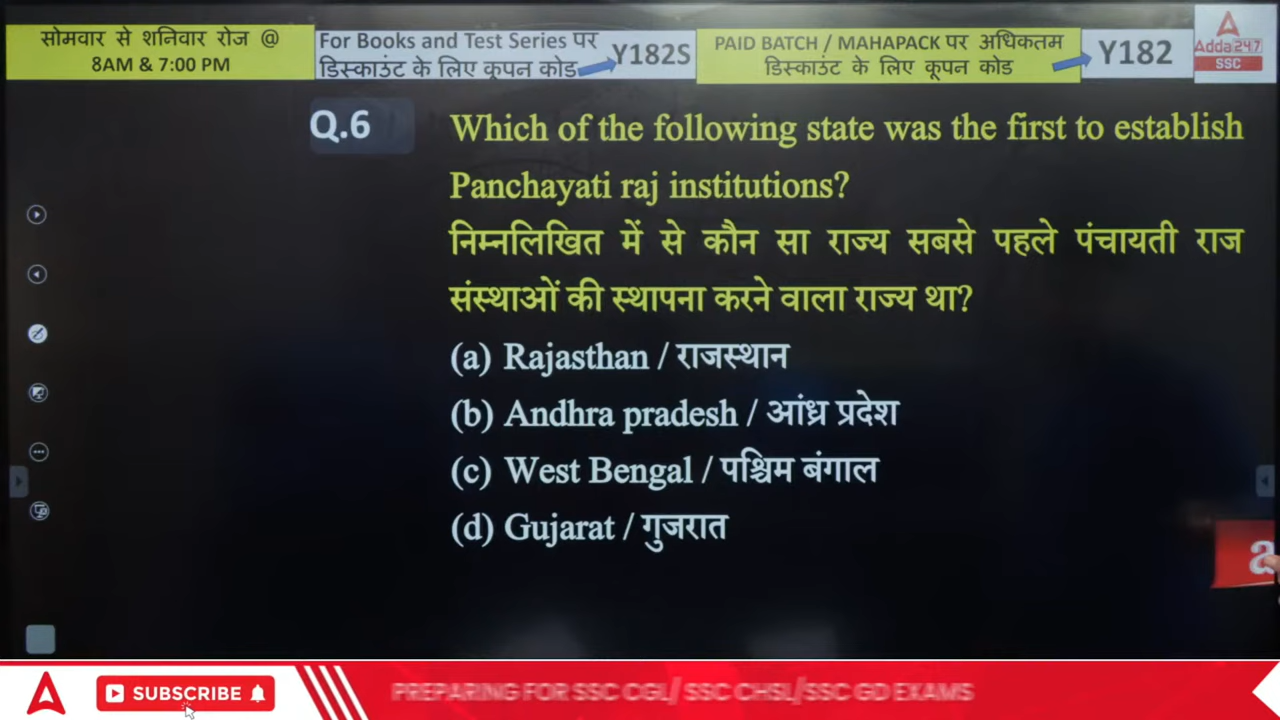 सोमवार से शनिवार रोज @
8AM & 7:00 PM
For Books and Test Series पर
डिस्काउंट के लिए कूपन कोड
Y182S
PAID BATCH / MAHAPACK पर अधिकतम
डिस्काउंट के लिए कूपन कोड
Y182
Adda 24|7
SSC
Q.6
Which of the following state was the first to establish
Panchayati raj institutions?
निम्नलिखित में से कौन सा राज्य सबसे पहले पंचायती राज
संस्थाओं की स्थापना करने वाला राज्य था?
(a) Rajasthan / राजस्थान
(b) Andhra pradesh / आंध्र प्रदेश
(c) West Bengal / पश्चिम बंगाल
(d) Gujarat / गुजरात
a
SUBSCRIBE
PREPARING FOR SSC CGL/ SSC CHSL/SSC GD EXAMS